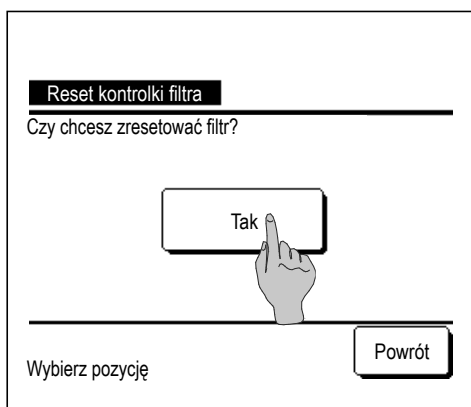 Reset kontrolki filtra
Czy chcesz zresetować filtr?
Tak
Powrót
Wybierz pozycję